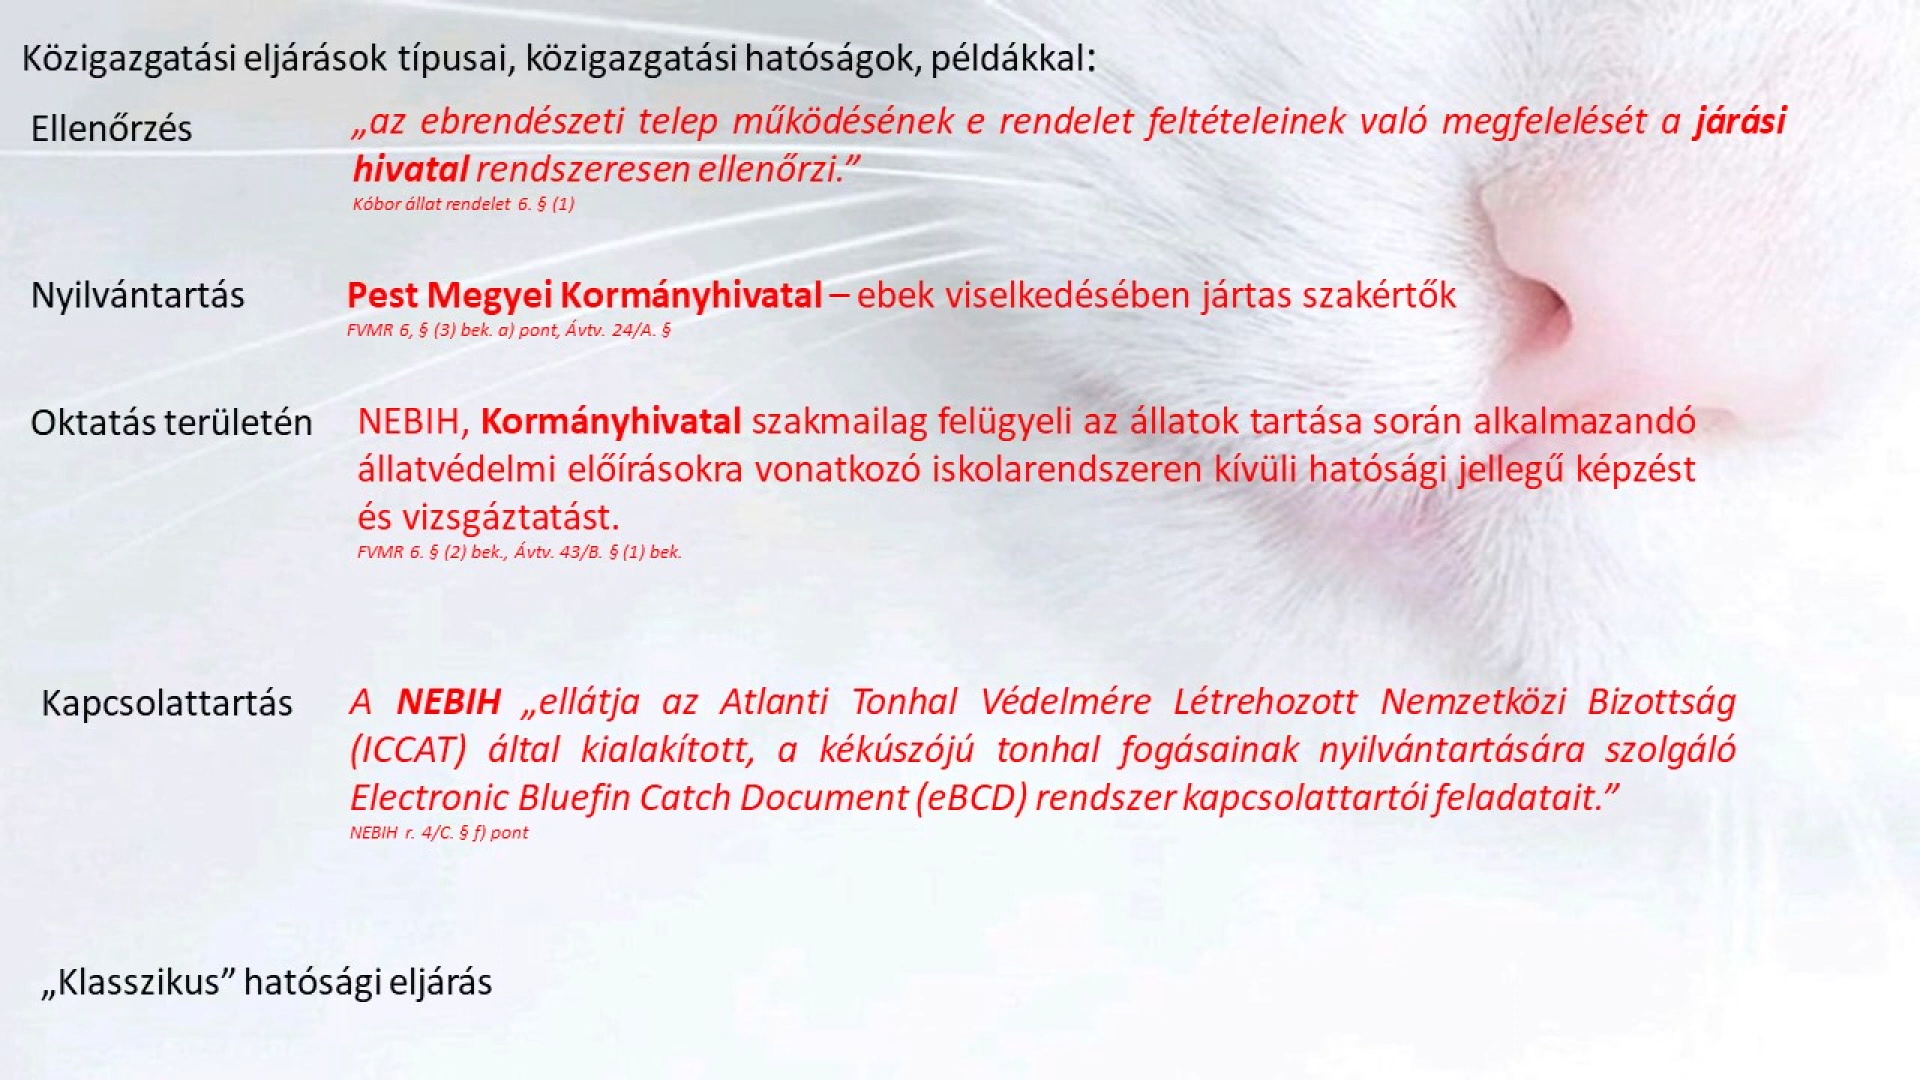 Közigazgatási eljárások típusai, közigazgatási hatóságok, példákkal:
Ellenőrzés
„az ebrendészeti telep működésének e rendelet feltételeinek való megfelelését a járási
hivatal rendszeresen ellenőrzi.”
Kóbor állat rendelet 6. § (1)
Nyilvántartás
Pest Megyei Kormányhivatal – ebek viselkedésében jártas szakértők
FVMR 6, § (3) bek. a) pont, Ávtv. 24/A. §
Oktatás területén
NEBIH, Kormányhivatal szakmailag felügyeli az állatok tartása során alkalmazandó
állatvédelmi előírásokra vonatkozó iskolarendszeren kívüli hatósági jellegű képzést
és vizsgáztatást.
FVMR 6. § (2) bek., Ávtv. 43/B. § (1) bek.
Kapcsolattartás
A NEBIH „ellátja az Atlanti Tonhal Védelmére Létrehozott Nemzetközi Bizottság
(ICCAT) által kialakított, a kékúszójú tonhal fogásainak nyilvántartására szolgáló
Electronic Bluefin Catch Document (eBCD) rendszer kapcsolattartói feladatait.”
NEBIH r. 4/C. § f) pont
„Klasszikus” hatósági eljárás